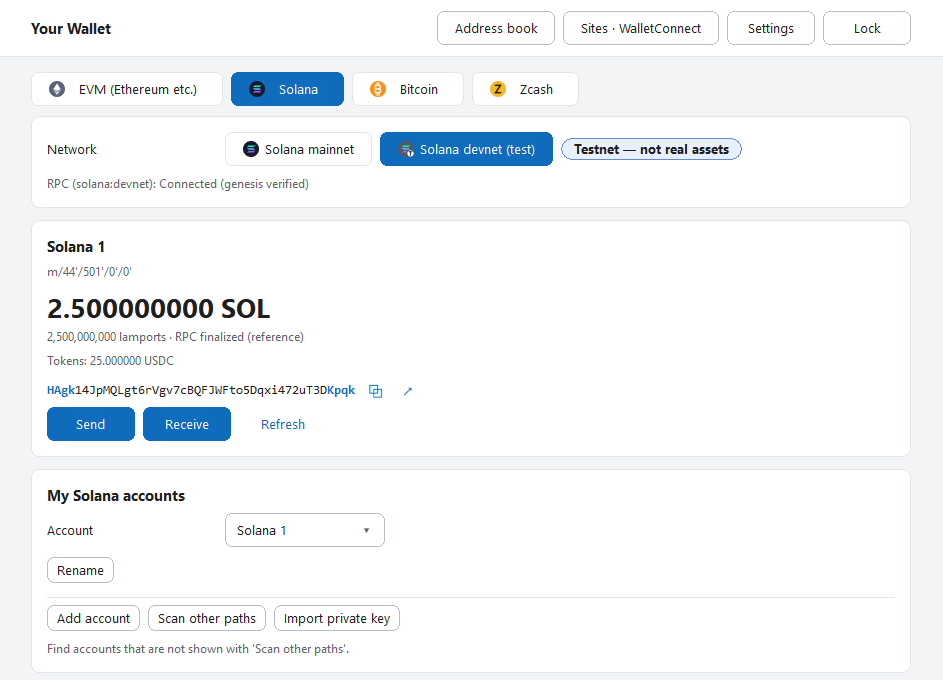 Your Wallet
Address book
Sites · WalletConnect
Settings
Lock
EVM (Ethereum etc.)
Solana
Bitcoin
Zcash
Network
Solana mainnet
Solana devnet (test)
Testnet — not real assets
RPC (solana:devnet): Connected (genesis verified)
Solana 1
m/44'/501'/0'/0'
2.500000000 SOL
2,500,000,000 lamports · RPC finalized (reference)
Tokens: 25.000000 USDC
HAgk14JpMQLgt6rVgv7cBQFJWFto5Dqxi472uT3DKpqk
Send
Receive
Refresh
My Solana accounts
Account
Solana 1
Rename
Add account
Scan other paths
Import private key
Find accounts that are not shown with 'Scan other paths'.